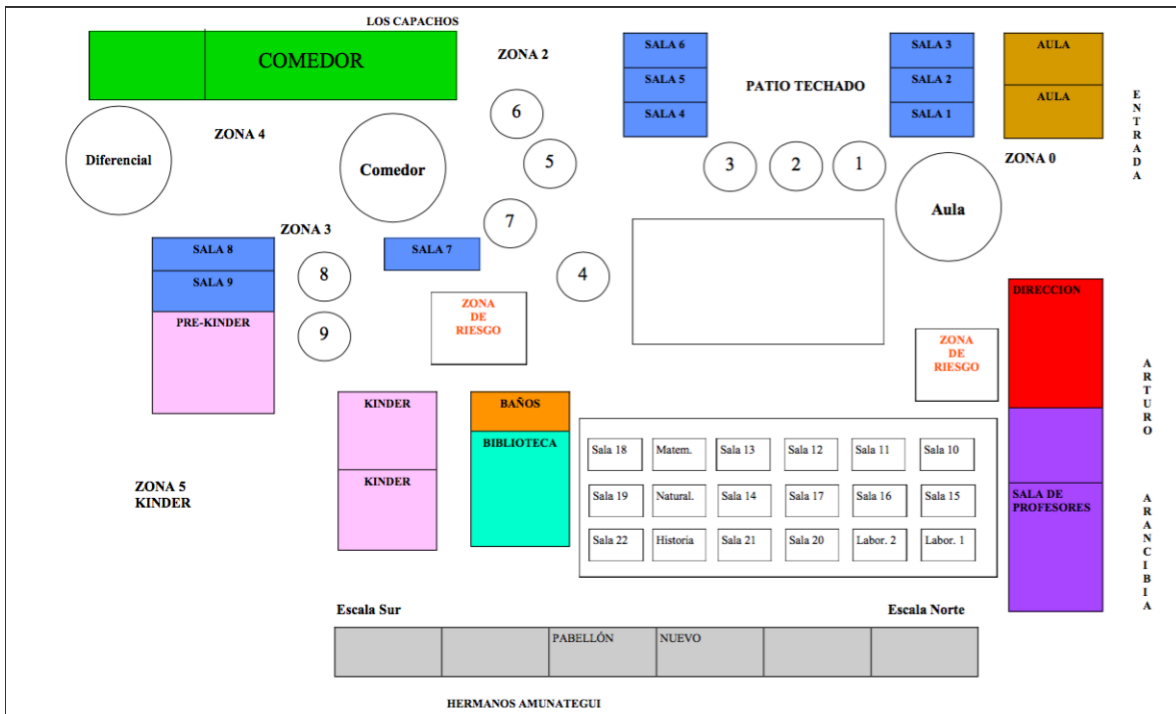 LOS CAPACHOS
COMEDOR
ZONA 2
SALA 6
SALA 5
SALA 4
PATIO TECHADO
SALA 3
SALA 2
SALA 1
AULA
AULA
ENTRADA
ZONA 0
Diferencial
ZONA 4
Comedor
6
5
7
4
3
2
1
Aula
ZONA 3
SALA 8
SALA 9
PRE-KINDER
8
9
SALA 7
ZONA
DE
RIESGO
ZONA
DE
RIESGO
DIRECCION
ARTURO
ARANCIBIA
SALA DE
PROFESORES
ZONA 5
KINDER
KINDER
KINDER
BAÑOS
BIBLIOTECA
Sala 18
Matem.
Sala 13
Sala 12
Sala 11
Sala 10
Sala 19
Natural.
Sala 14
Sala 17
Sala 16
Sala 15
Sala 22
Historia
Sala 21
Sala 20
Labor. 2
Labor. 1
Escala Sur
Escala Norte
PABELLÓN
NUEVO
HERMANOS AMUNATEGUI